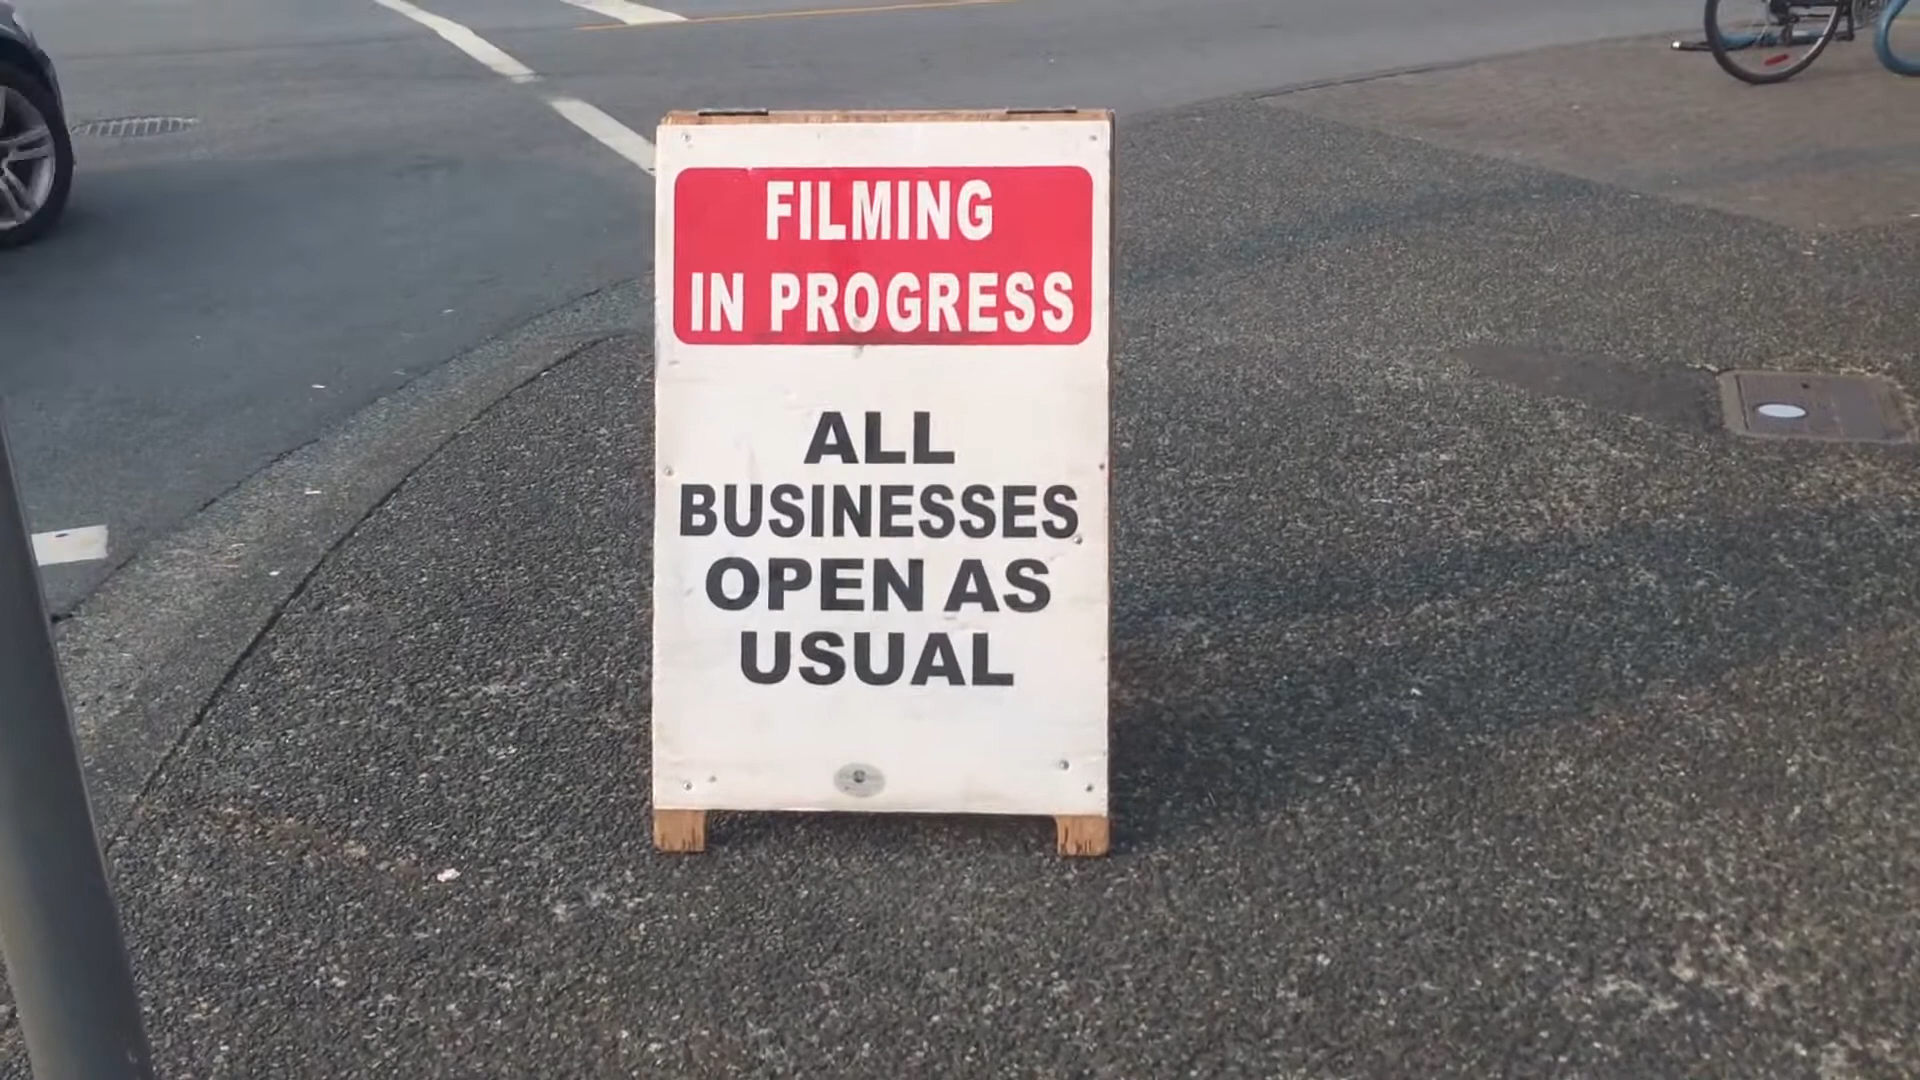 FILMING
IN PROGRESS
ALL
BUSINESSES
OPEN AS
USUAL